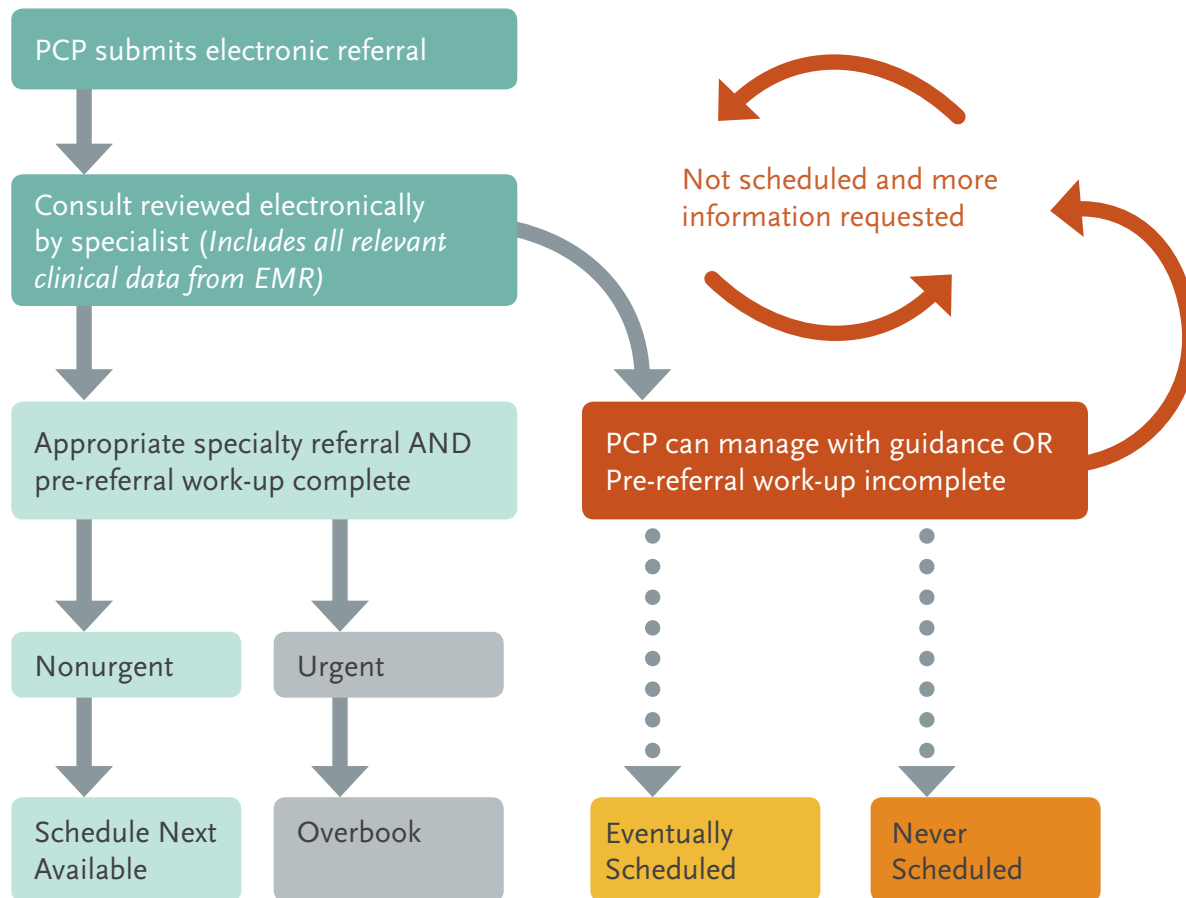 PCP submits electronic referral
Consult reviewed electronically
by specialist (Includes all relevant
clinical data from EMR)
Not scheduled and more
information requested
Appropriate specialty referral AND
pre-referral work-up complete
PCP can manage with guidance OR
Pre-referral work-up incomplete
Nonurgent
Urgent
Schedule Next
Available
Overbook
Eventually
Scheduled
Never
Scheduled